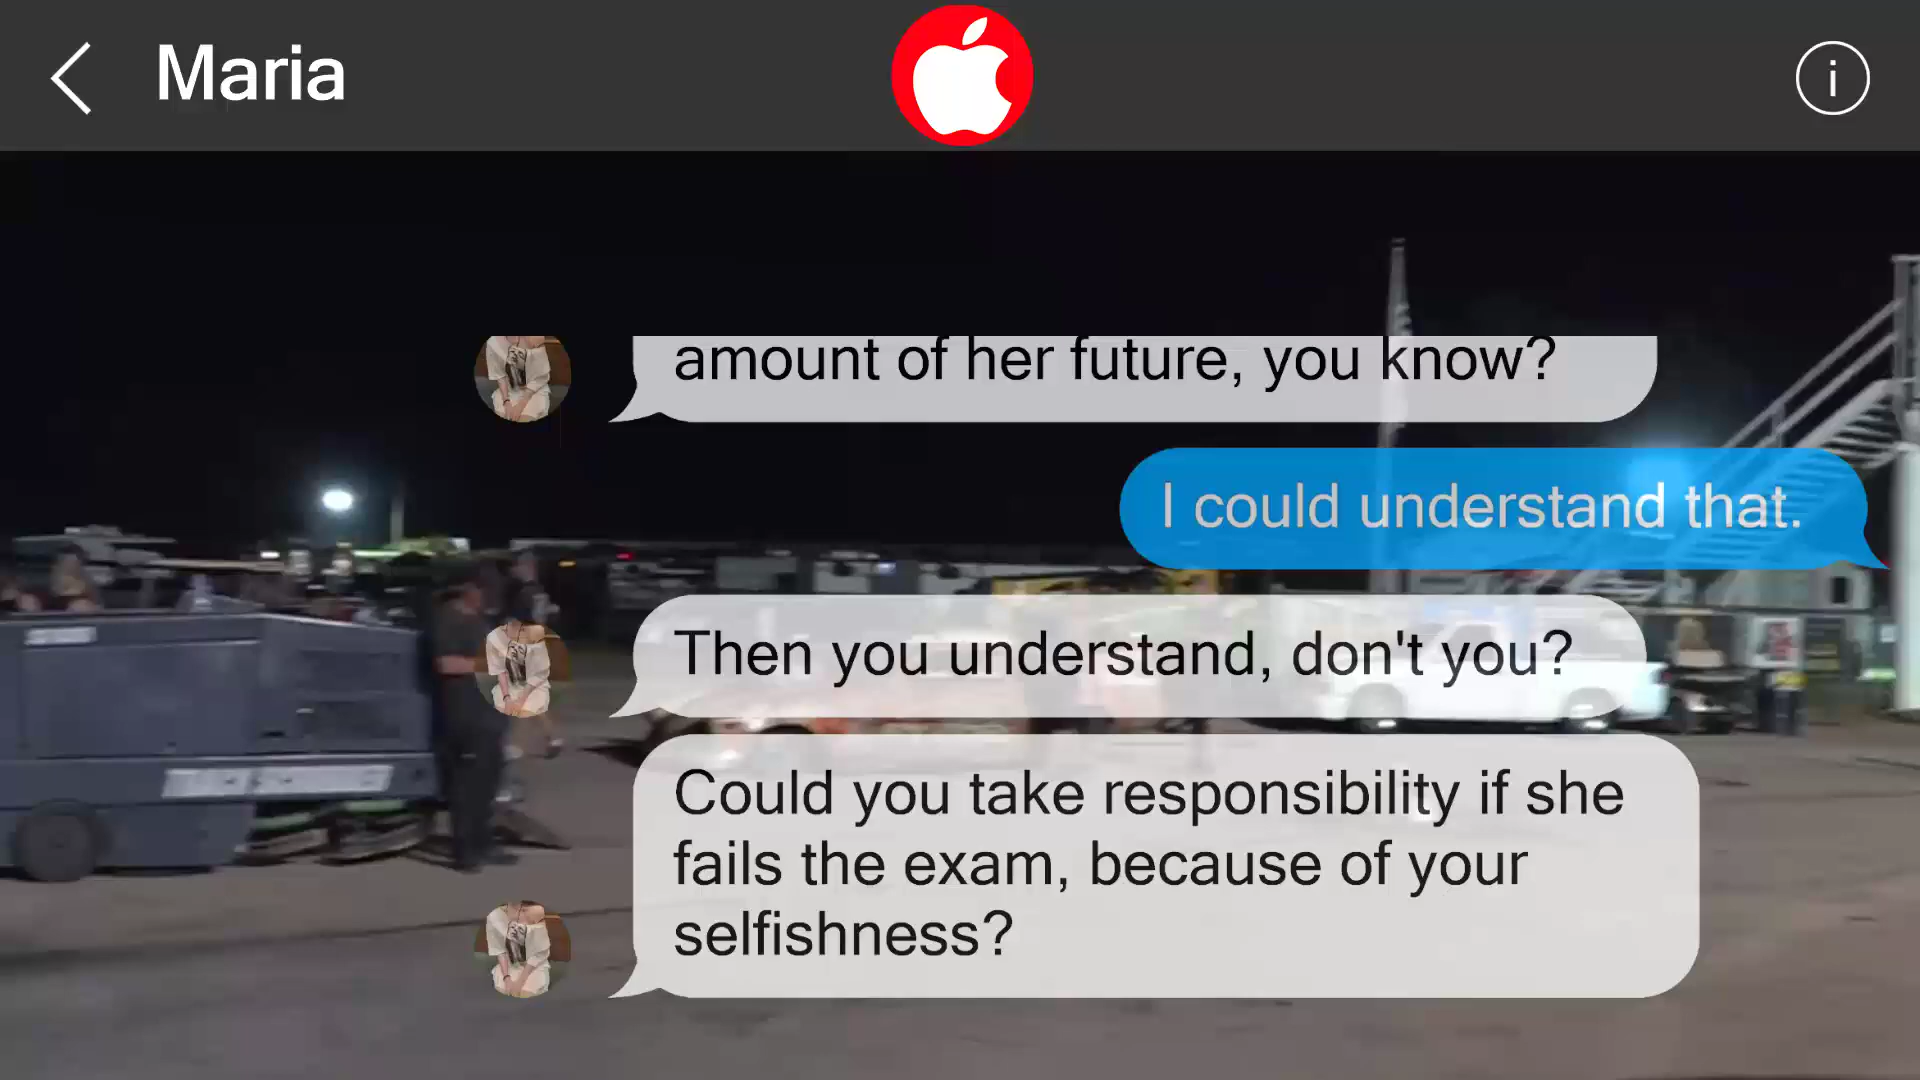 Maria
i
amount of her future, you know?
I could understand that.
Then you understand, don't you?
Could you take responsibility if she
fails the exam, because of your
selfishness?